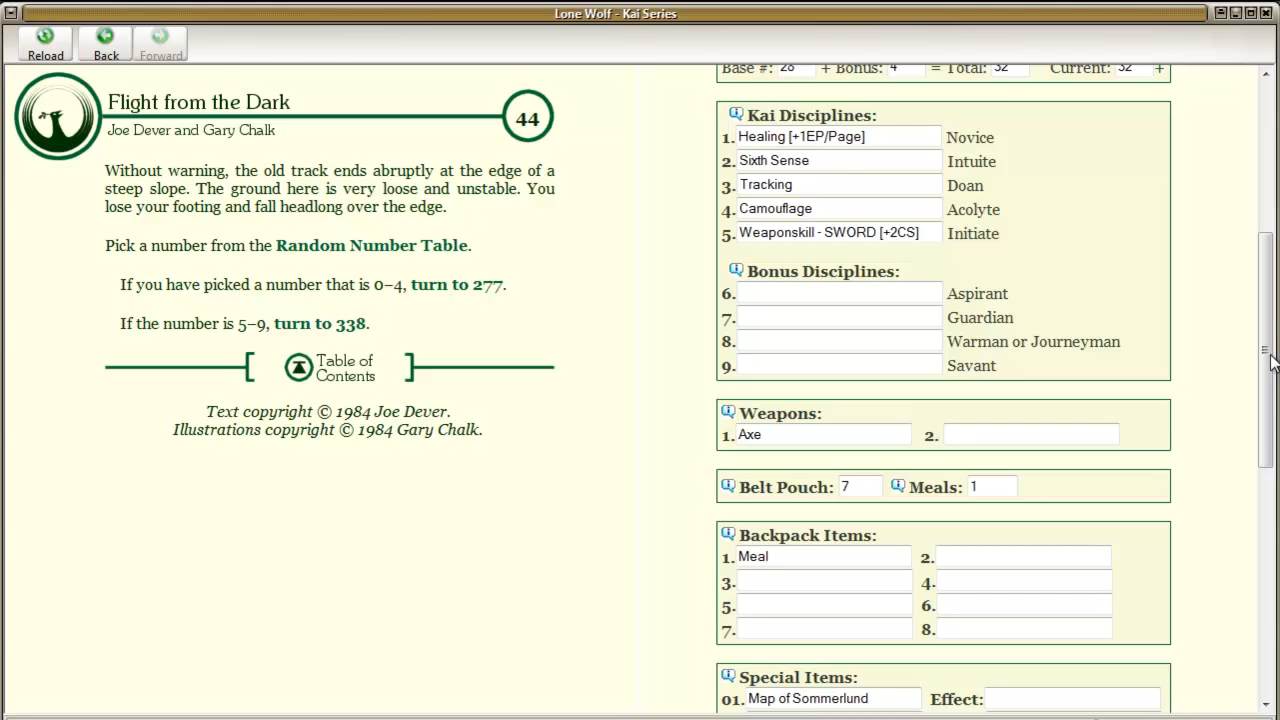 Lone Wolf - Kai Series
Reload
Back
Forward
Flight from the Dark
44
Joe Dever and Gary Chalk
Without warning, the old track ends abruptly at the edge of a
steep slope. The ground here is very loose and unstable. You
lose your footing and fall headlong over the edge.
Pick a number from the Random Number Table.
If you have picked a number that is 0–4, turn to 277.
If the number is 5–9, turn to 338.
Table of
Contents
Text copyright © 1984 Joe Dever.
Illustrations copyright © 1984 Gary Chalk.
Base #: 28 + Bonus: 4 = Total: 32 Current: 32 +
Kai Disciplines:
1. Healing [+1EP/Page] Novice
2. Sixth Sense Intuite
3. Tracking Doan
4. Camouflage Acolyte
5. Weaponskill - SWORD [+2CS] Initiate
Bonus Disciplines:
6. Aspirant
7. Guardian
8. Warman or Journeyman
9. Savant
Weapons:
1. Axe 2.
Belt Pouch: 7 Meals: 1
Backpack Items:
1. Meal 2.
3. 4.
5. 6.
7. 8.
Special Items:
01. Map of Sommerlund Effect: